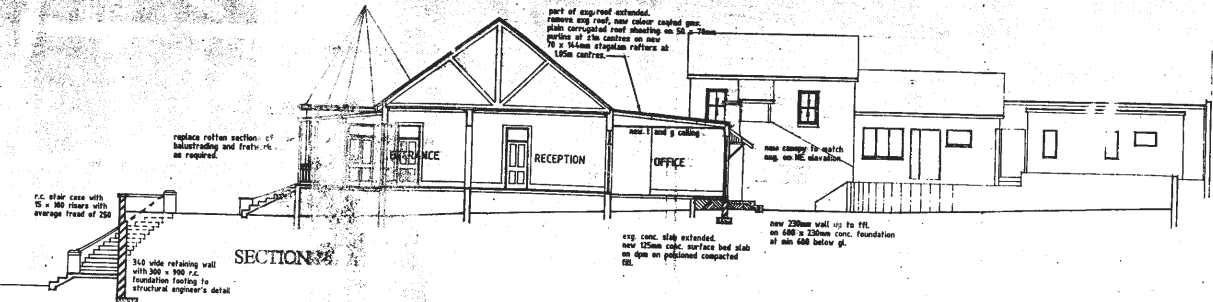 part of exg. roof extended.
remove exg roof, new colour coated gms.
plain corrugated roof sheeting on 50 x 76mm
purlins at 1m centres on new
70 x 144mm stagalam rafters at
1.05m centres.
replace rotten section of
balustrading and fretwork
as required.
new t and g ceiling
ENTRANCE
RECEPTION
OFFICE
new canopy to match
exg. on NE elevation
r.c. stair case with
15 x 180 risers with
average tread of 250
340 wide retaining wall
with 300 x 900 r.c.
foundation footing to
structural engineer's detail
SECTION
exg. conc. slab extended.
new 125mm conc. surface bed slab
on dpm on poisioned compacted
fill.
new 230mm wall up to ffl.
on 600 x 230mm conc. foundation
at min 600 below gl.